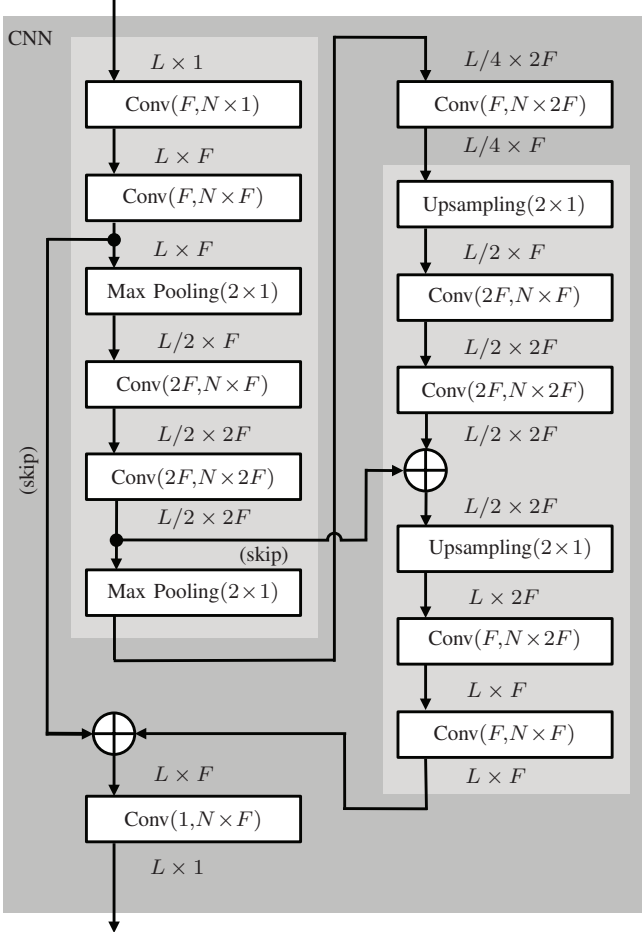 CNN
L × 1
Conv(F,N×1)
L × F
Conv(F,N×F)
L × F
Max Pooling(2×1)
L/2 × F
Conv(2F,N×F)
L/2 × 2F
Conv(2F,N×2F)
L/2 × 2F
(skip)
(skip)
Max Pooling(2×1)
L/4 × 2F
Conv(F,N×2F)
L/4 × F
Upsampling(2×1)
L/2 × F
Conv(2F,N×F)
L/2 × 2F
Conv(2F,N×2F)
L/2 × 2F
L/2 × 2F
Upsampling(2×1)
L × 2F
Conv(F,N×2F)
L × F
Conv(F,N×F)
L × F
L × F
Conv(1,N×F)
L × 1